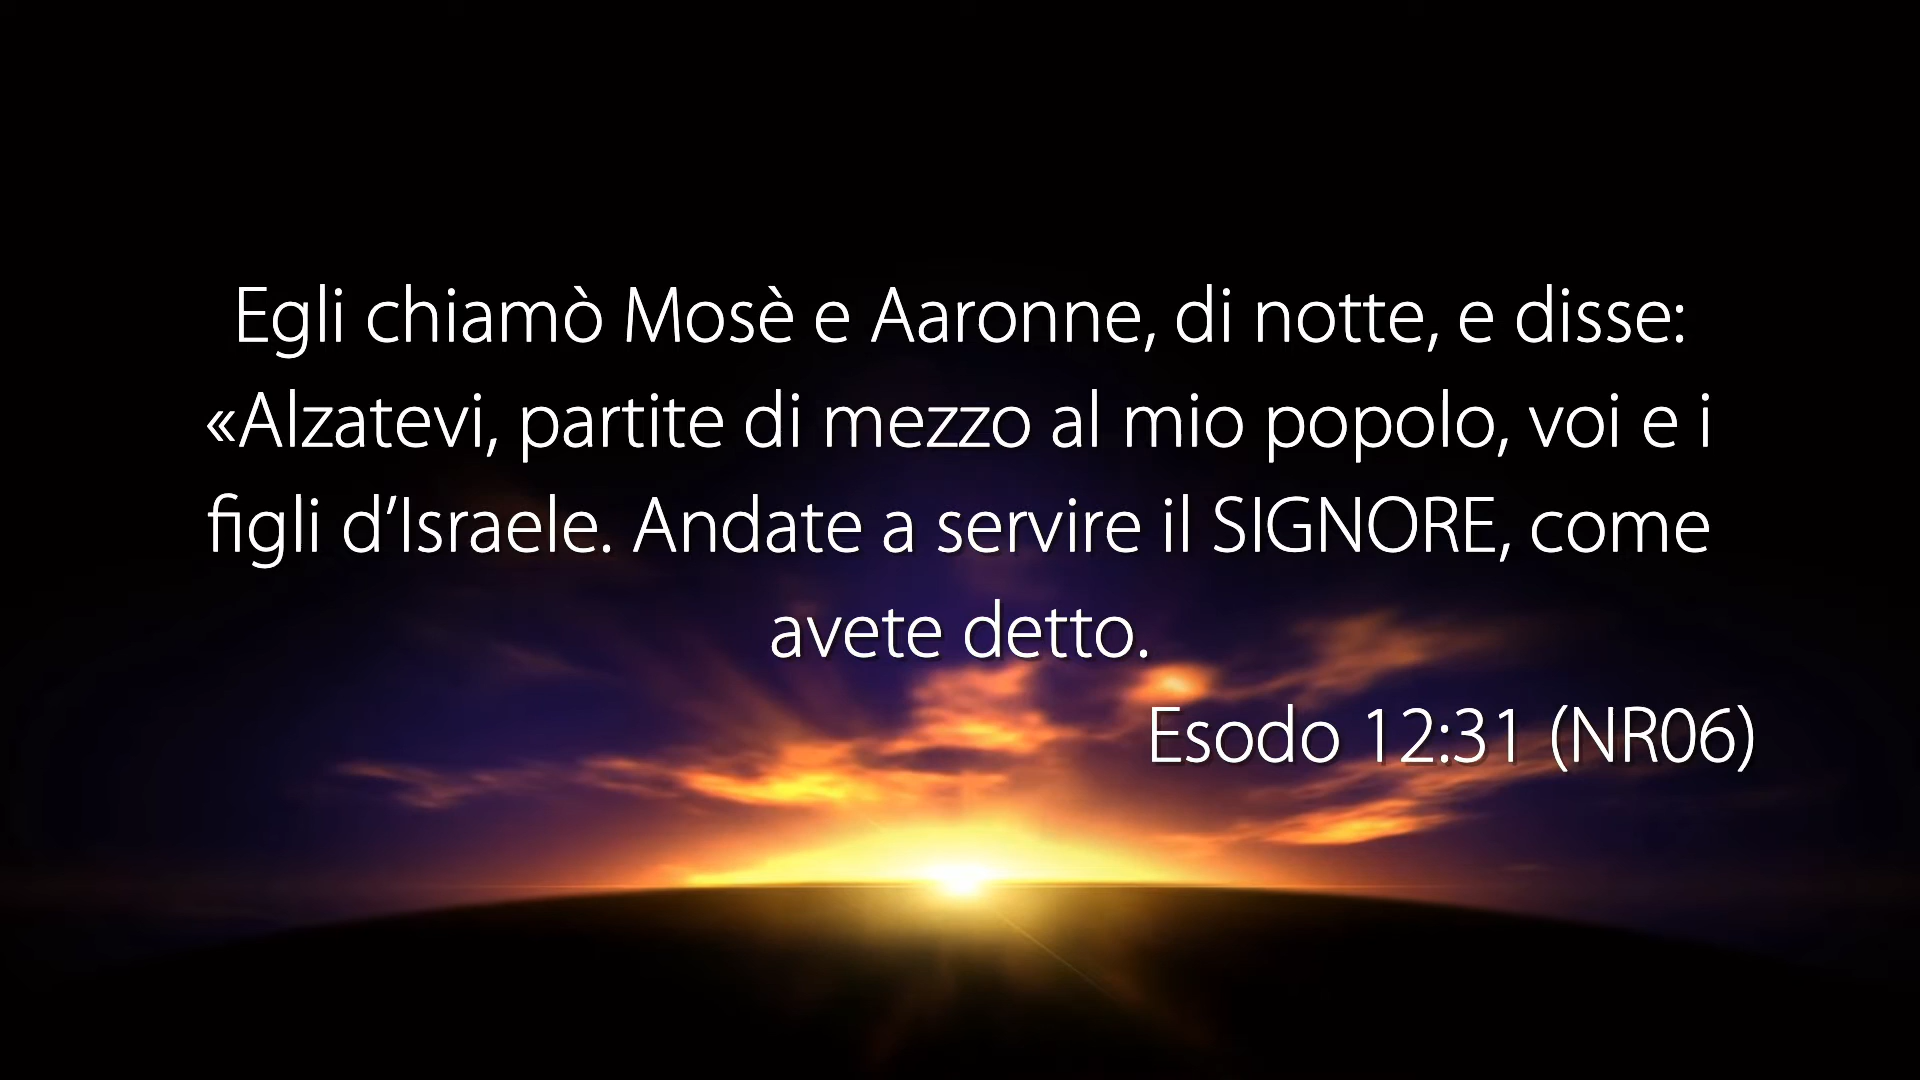 Egli chiamò Mosè e Aaronne, di notte, e disse:
«Alzatevi, partite di mezzo al mio popolo, voi e i
figli d’Israele. Andate a servire il SIGNORE, come
avete detto.
Esodo 12:31 (NR06)